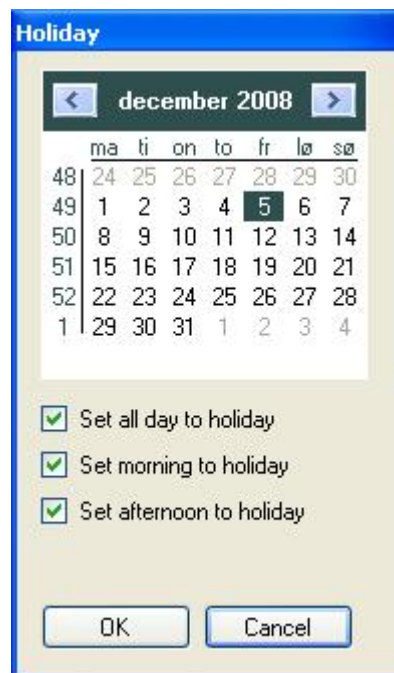 Holiday
december 2008
ma ti on to fr lø sø
48 24 25 26 27 28 29 30
49 1 2 3 4 5 6 7
50 8 9 10 11 12 13 14
51 15 16 17 18 19 20 21
52 22 23 24 25 26 27 28
1 29 30 31 1 2 3 4
Set all day to holiday
Set morning to holiday
Set afternoon to holiday
OK Cancel